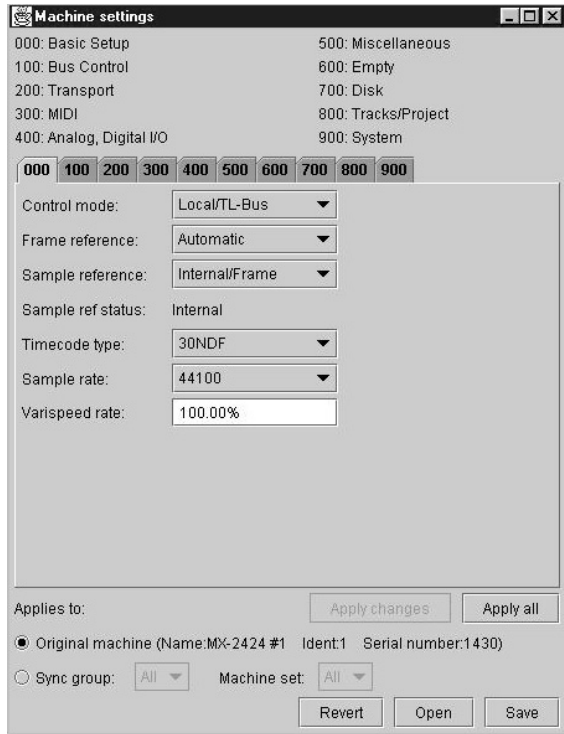 Machine settings
000: Basic Setup
500: Miscellaneous
100: Bus Control
600: Empty
200: Transport
700: Disk
300: MIDI
800: Tracks/Project
400: Analog, Digital I/O
900: System
000 100 200 300 400 500 600 700 800 900
Control mode: Local/TL-Bus
Frame reference: Automatic
Sample reference: Internal/Frame
Sample ref status: Internal
Timecode type: 30NDF
Sample rate: 44100
Varispeed rate: 100.00%
Applies to: Apply changes Apply all
Original machine (Name:MX-2424 #1 Ident:1 Serial number:1430)
Sync group: All Machine set: All
Revert Open Save